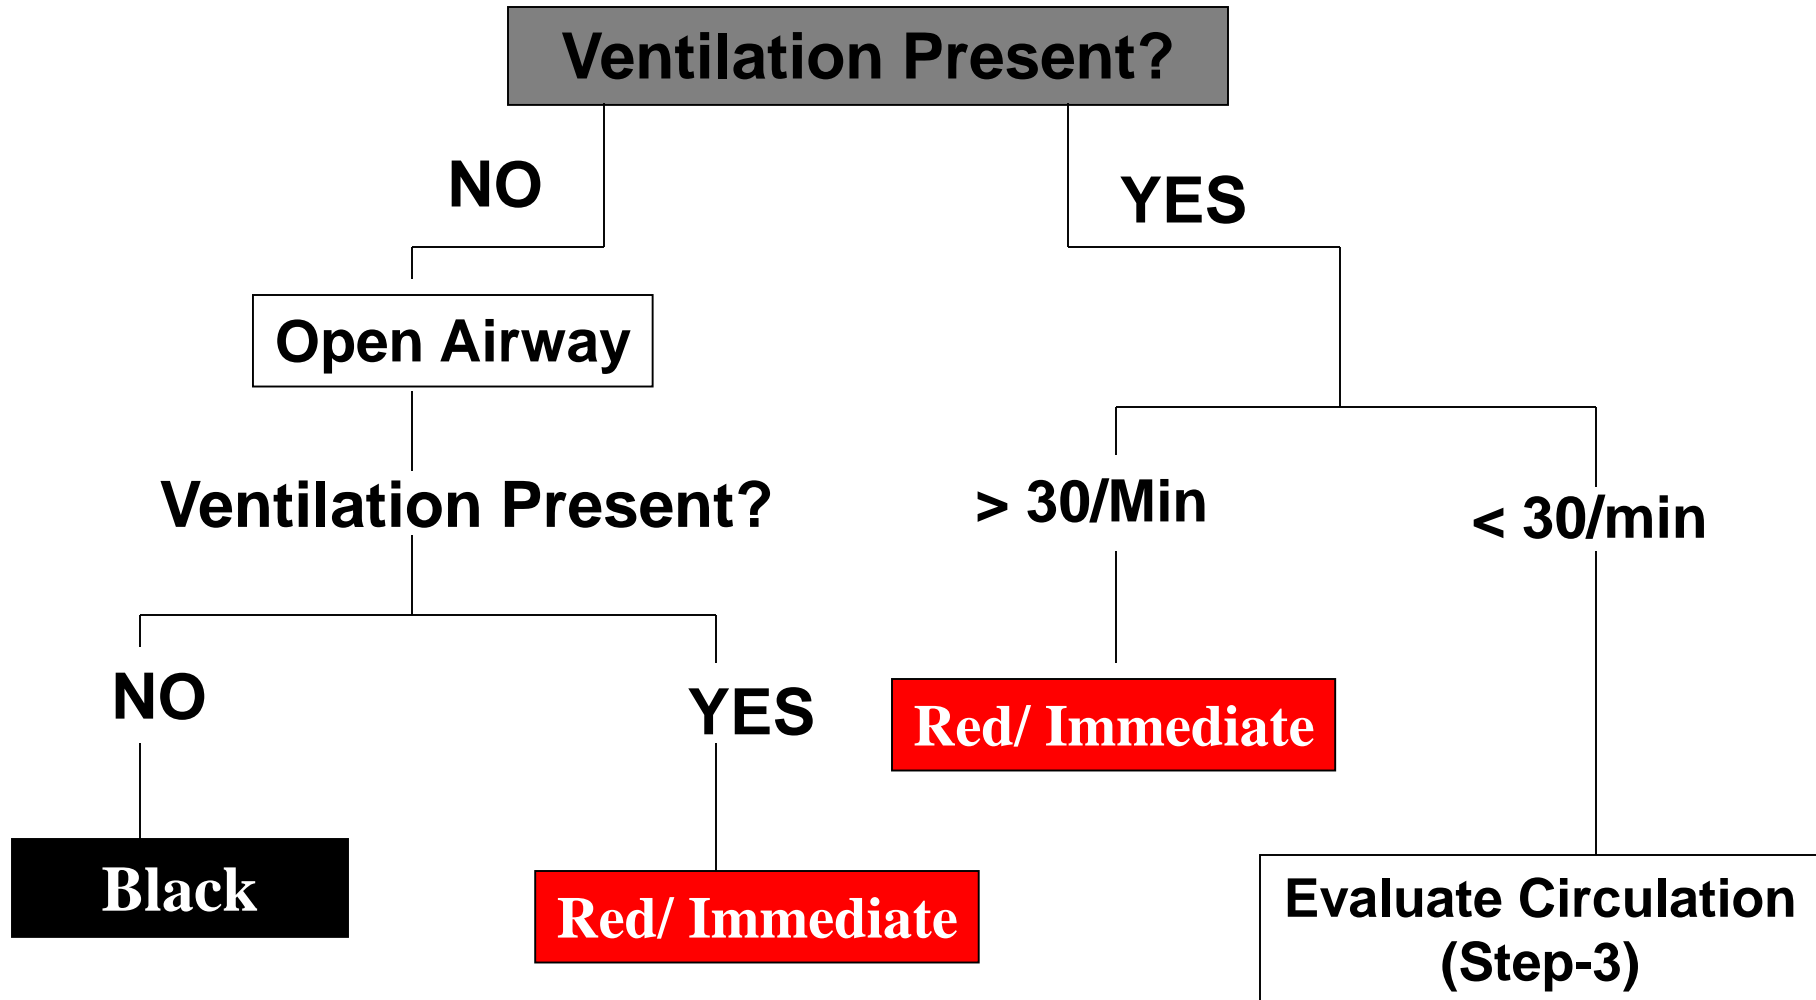 Ventilation Present?
NO
YES
Open Airway
Ventilation Present?
> 30/Min
< 30/min
NO
YES
Red/ Immediate
Black
Red/ Immediate
Evaluate Circulation
(Step-3)